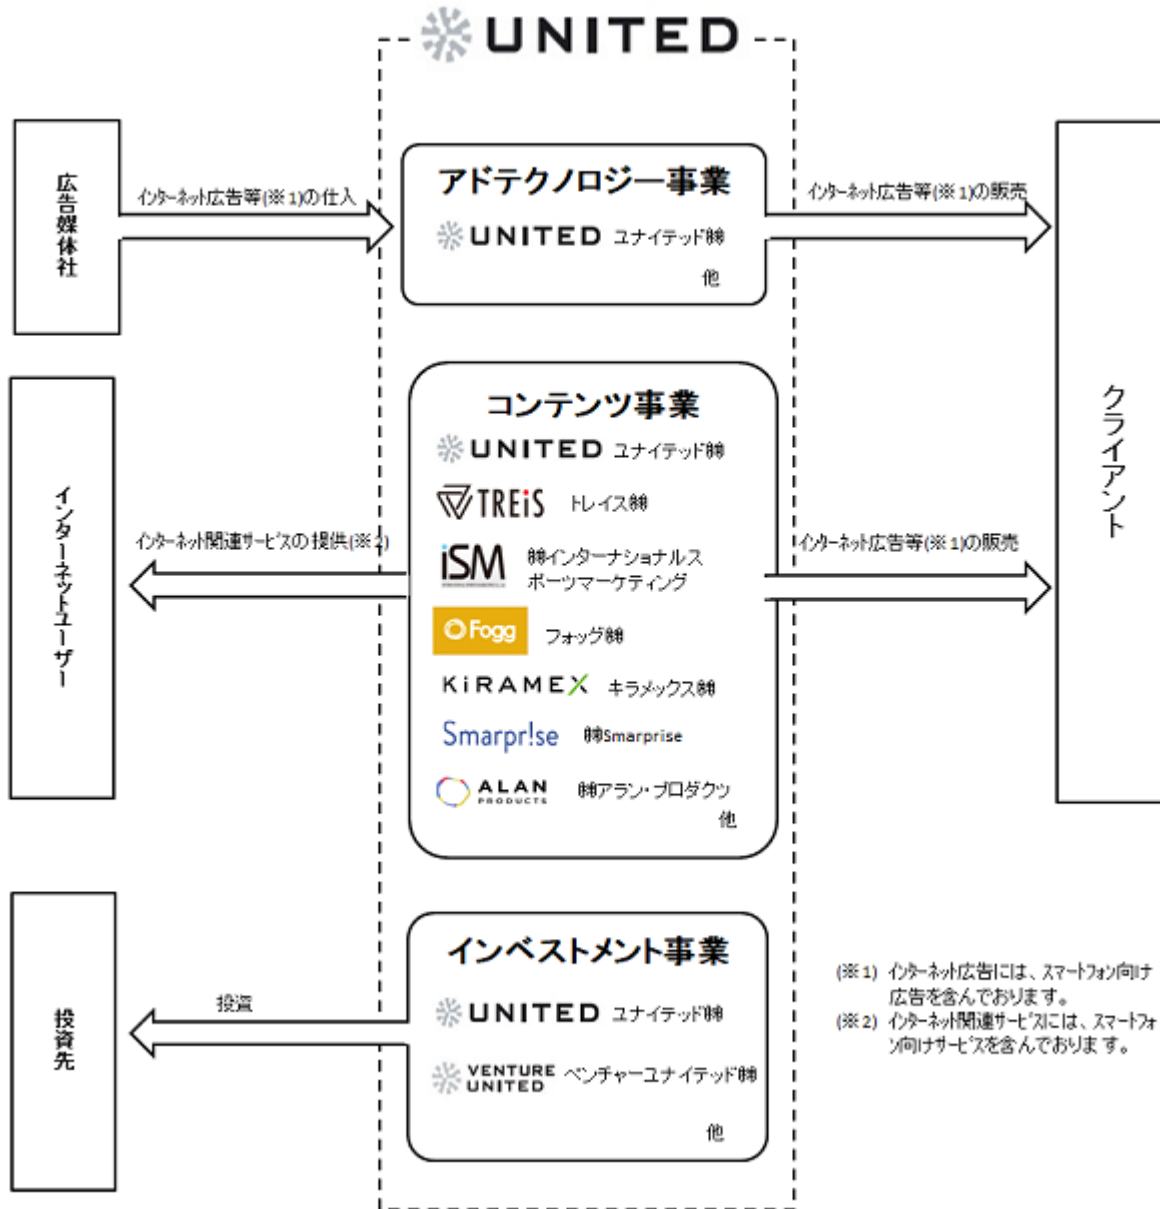 UNITED
広告媒体社
インターネット広告等(※1)の仕入
アドテクノロジー事業
UNITED ユナイテッド㈱
他
インターネット広告等(※1)の販売
クライアント
インターネットユーザー
インターネット関連サービスの提供(※2)
コンテンツ事業
UNITED ユナイテッド㈱
TREiS トレイス㈱
iSM ㈱インターナショナルス
ポーツマーケティング
Fogg フォッグ㈱
KiRAMEX キラメックス㈱
Smarpr!se ㈱Smarprise
ALAN
PRODUCTS ㈱アラン・プロダクツ
他
インターネット広告等(※1)の販売
投資先
投資
インベストメント事業
UNITED ユナイテッド㈱
VENTURE
UNITED ベンチャーユナイテッド㈱
他
(※1) インターネット広告には、スマートフォン向け
広告を含んでおります。
(※2) インターネット関連サービスには、スマートフォ
ン向けサービスを含んでおります。